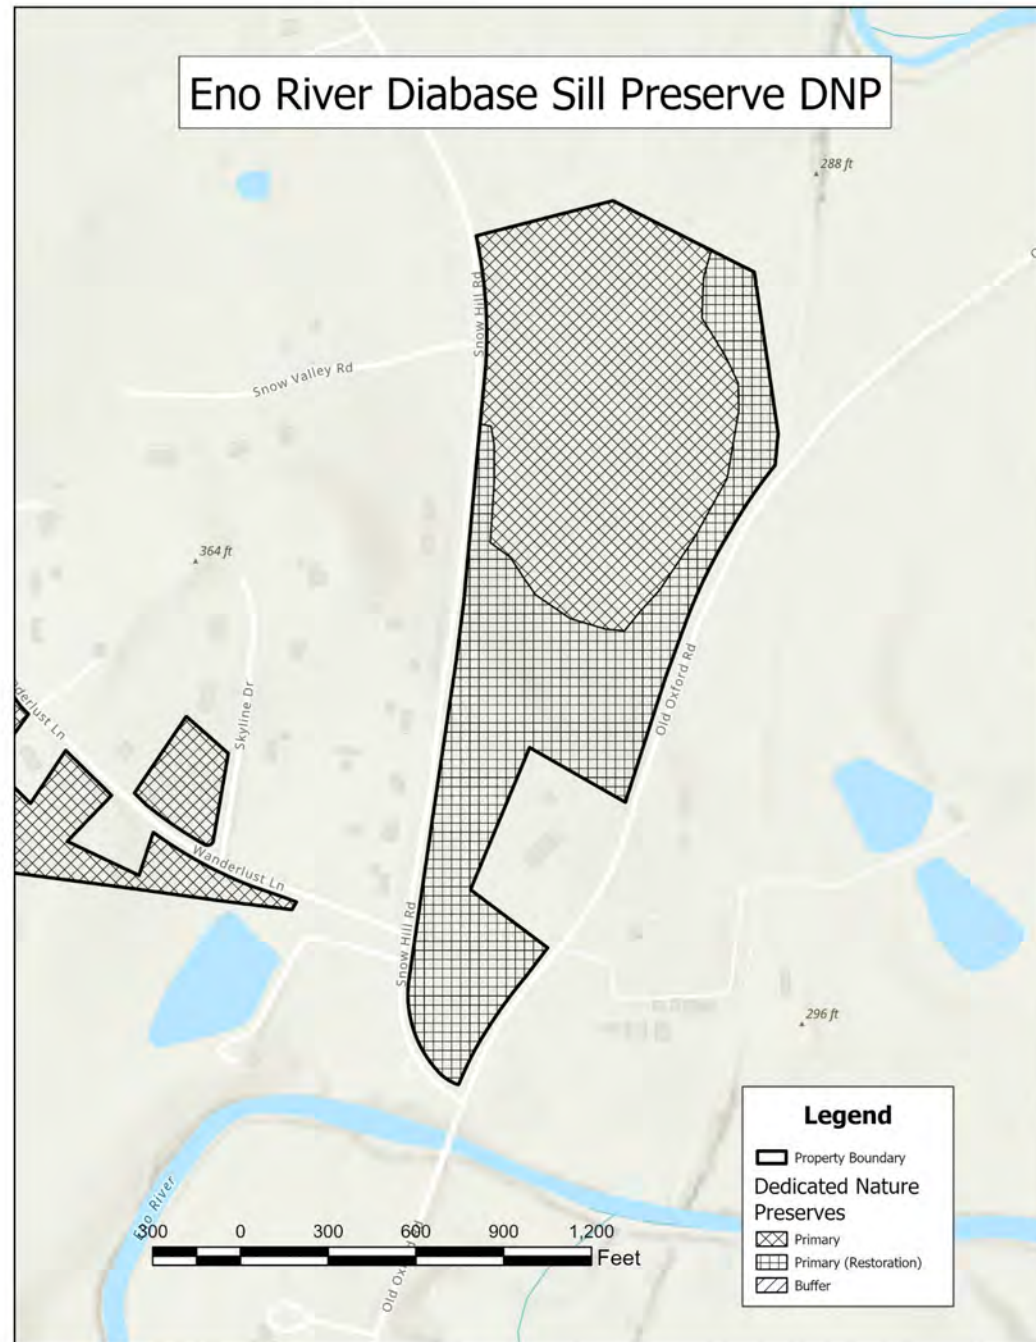 Eno River Diabase Sill Preserve DNP
288 ft
Snow Hill Rd
Snow Valley Rd
364 ft
Old Oxford Rd
Skyline Dr
Wanderlust Ln
Snow Hill Rd
296 ft
Eno River
300 0 300 600 900 1,200
Feet
Legend
Property Boundary
Dedicated Nature
Preserves
Primary
Primary (Restoration)
Buffer